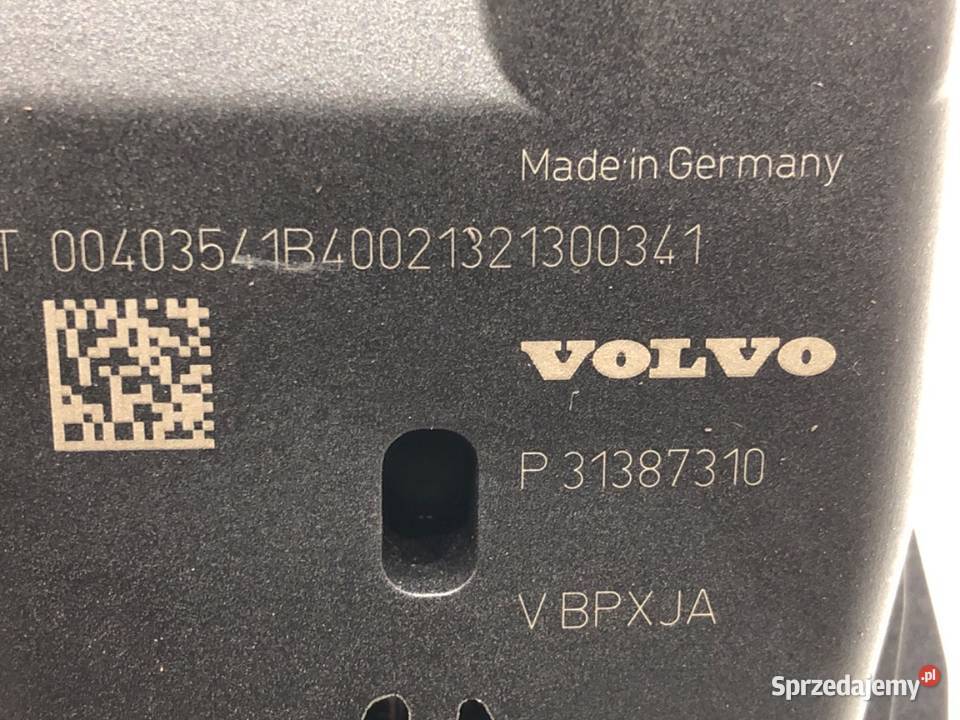 Made in Germany
T 00403541B40021321300341
VOLVO
P 31387310
V BPXJA
Sprzedajemy.pl